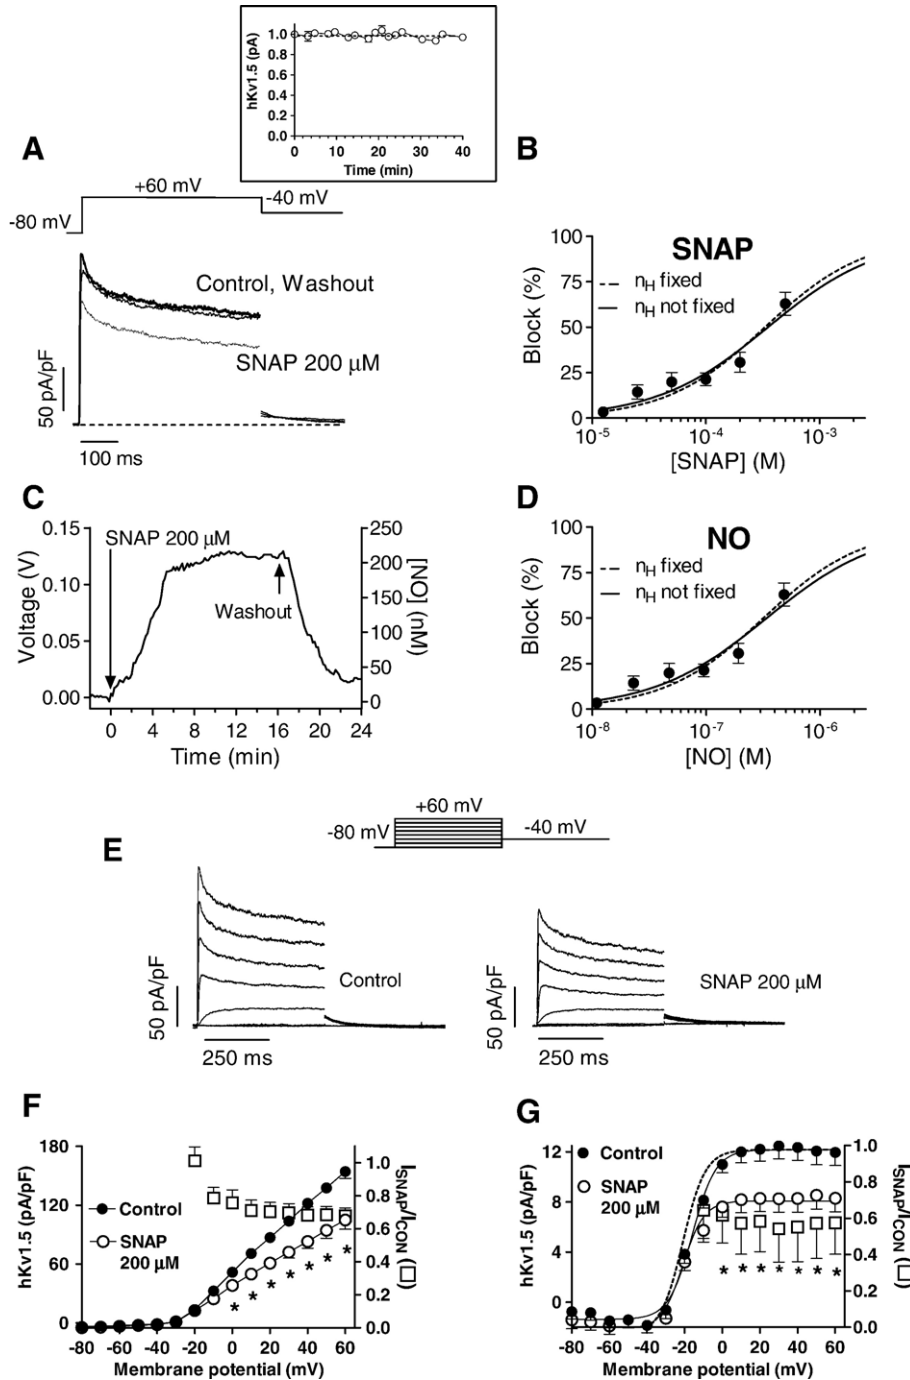 hKv1.5 (pA)
1.0
0.8
0.6
0.4
0.2
0.0
0 10 20 30 40
Time (min)
A
+60 mV
-40 mV
-80 mV
Control, Washout
SNAP 200 μM
50 pA/pF
100 ms
B
SNAP
n_H fixed
n_H not fixed
Block (%)
100
75
50
25
0
10⁻⁵ 10⁻⁴ 10⁻³
[SNAP] (M)
C
SNAP 200 μM
Washout
Voltage (V)
0.15
0.10
0.05
0.00
[NO] (nM)
250
200
150
100
50
0
0 4 8 12 16 20 24
Time (min)
D
NO
n_H fixed
n_H not fixed
Block (%)
100
75
50
25
0
10⁻⁸ 10⁻⁷ 10⁻⁶
[NO] (M)
E
+60 mV
-80 mV
-40 mV
Control
50 pA/pF
250 ms
SNAP 200 μM
50 pA/pF
250 ms
F
hKv1.5 (pA/pF)
180
120
60
0
Control
SNAP
200 μM
I_SNAP/I_CON (□)
1.0
0.8
0.6
0.4
0.2
0.0
* * * * * * *
-80 -60 -40 -20 0 20 40 60
Membrane potential (mV)
G
hKv1.5 (pA/pF)
12
8
4
0
Control
SNAP
200 μM
I_SNAP/I_CON (□)
1.0
0.8
0.6
0.4
0.2
0.0
* * * * * * *
-80 -60 -40 -20 0 20 40 60
Membrane potential (mV)